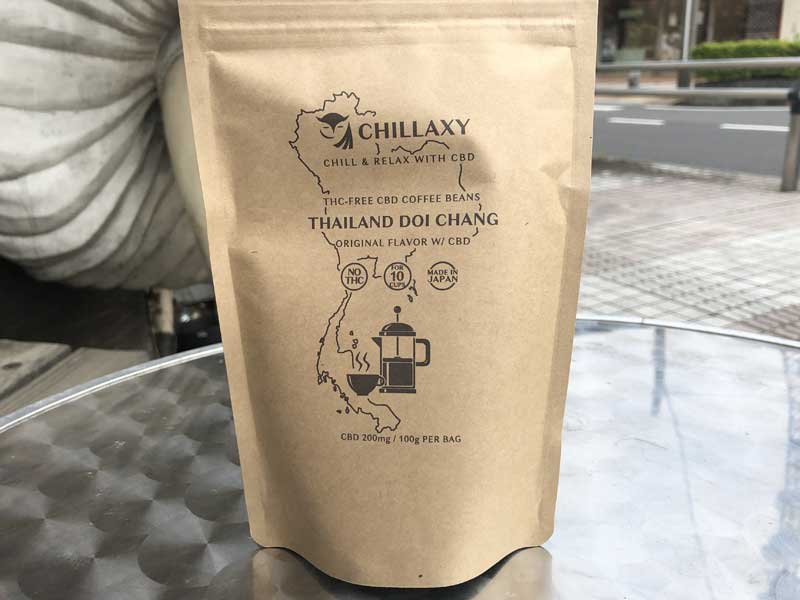 CHILLAXY
CHILL & RELAX WITH CBD
THC-FREE CBD COFFEE BEANS
THAILAND DOI CHANG
ORIGINAL FLAVOR W/ CBD
NO
THC
FOR
10
CUPS
MADE IN
JAPAN
CBD 200mg / 100g PER BAG